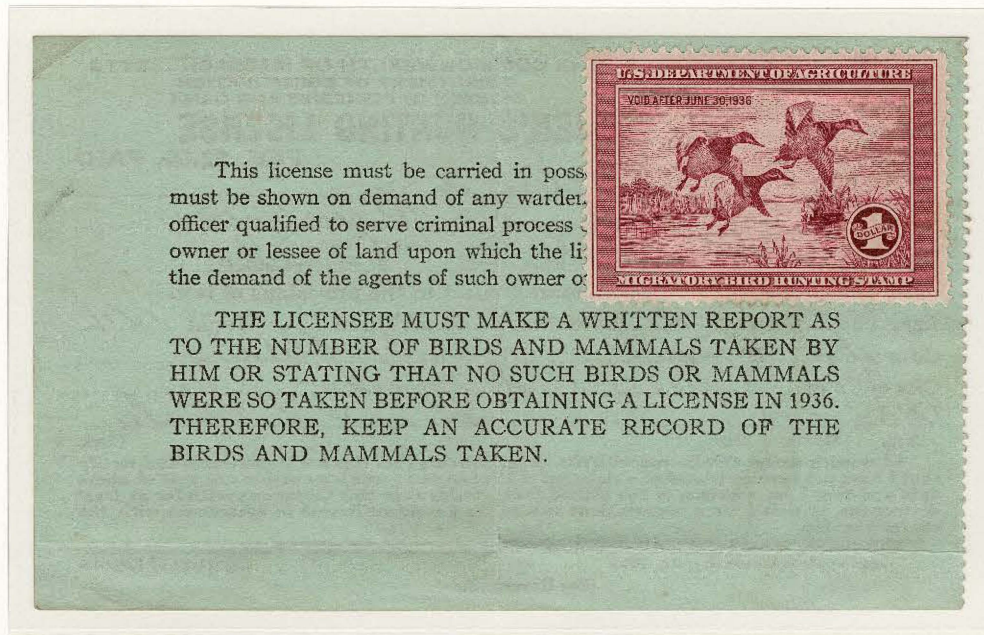 U.S. DEPARTMENT OF AGRICULTURE
VOID AFTER JUNE 30, 1936
1
DOLLAR
MIGRATORY BIRD HUNTING STAMP
This license must be carried in poss
must be shown on demand of any warden
officer qualified to serve criminal process
owner or lessee of land upon which the li
the demand of the agents of such owner o
THE LICENSEE MUST MAKE A WRITTEN REPORT AS
TO THE NUMBER OF BIRDS AND MAMMALS TAKEN BY
HIM OR STATING THAT NO SUCH BIRDS OR MAMMALS
WERE SO TAKEN BEFORE OBTAINING A LICENSE IN 1936.
THEREFORE, KEEP AN ACCURATE RECORD OF THE
BIRDS AND MAMMALS TAKEN.